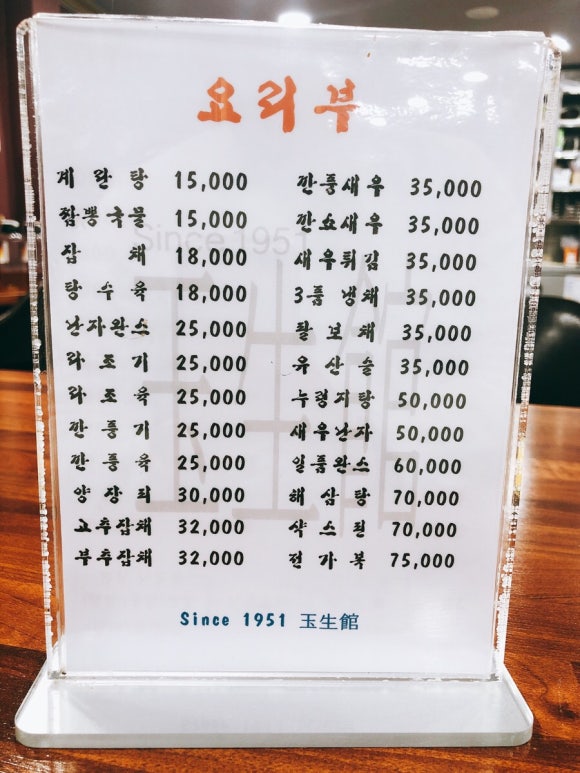 요리부
계란탕 15,000
짬뽕국물 15,000
잡채 18,000
탕수육 18,000
난자완스 25,000
라조기 25,000
라조육 25,000
깐풍기 25,000
깐풍육 25,000
양장피 30,000
고추잡채 32,000
부추잡채 32,000
깐풍새우 35,000
깐쇼새우 35,000
새우튀김 35,000
3품냉채 35,000
팔보채 35,000
유산슬 35,000
누렁지탕 50,000
새우난자 50,000
일품완스 60,000
해삼탕 70,000
샥스핀 70,000
전가복 75,000
Since 1951
玉生館
Since 1951 玉生館